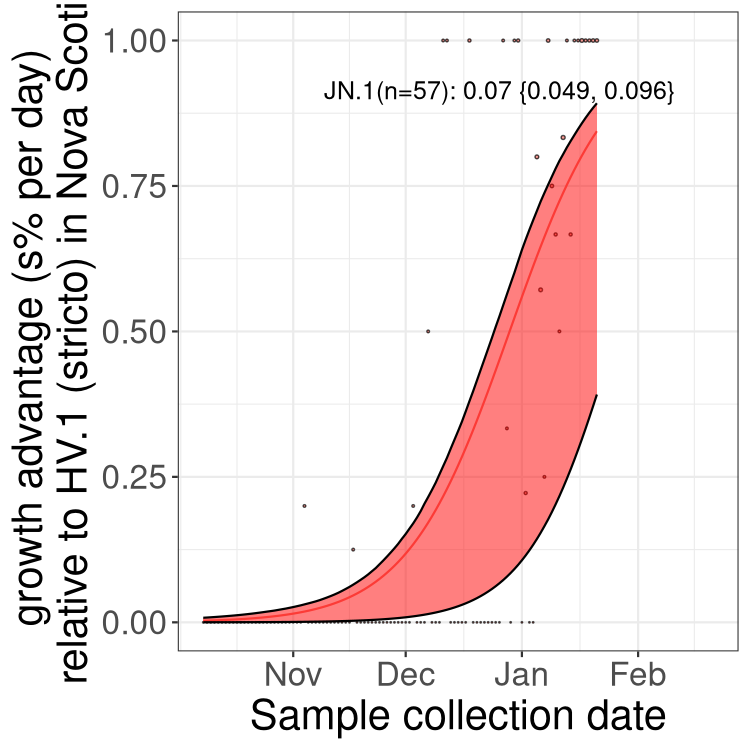 growth advantage (s% per day)
relative to HV.1 (stricto) in Nova Scoti
1.00
0.75
0.50
0.25
0.00
JN.1(n=57): 0.07 {0.049, 0.096}
Nov Dec Jan Feb
Sample collection date